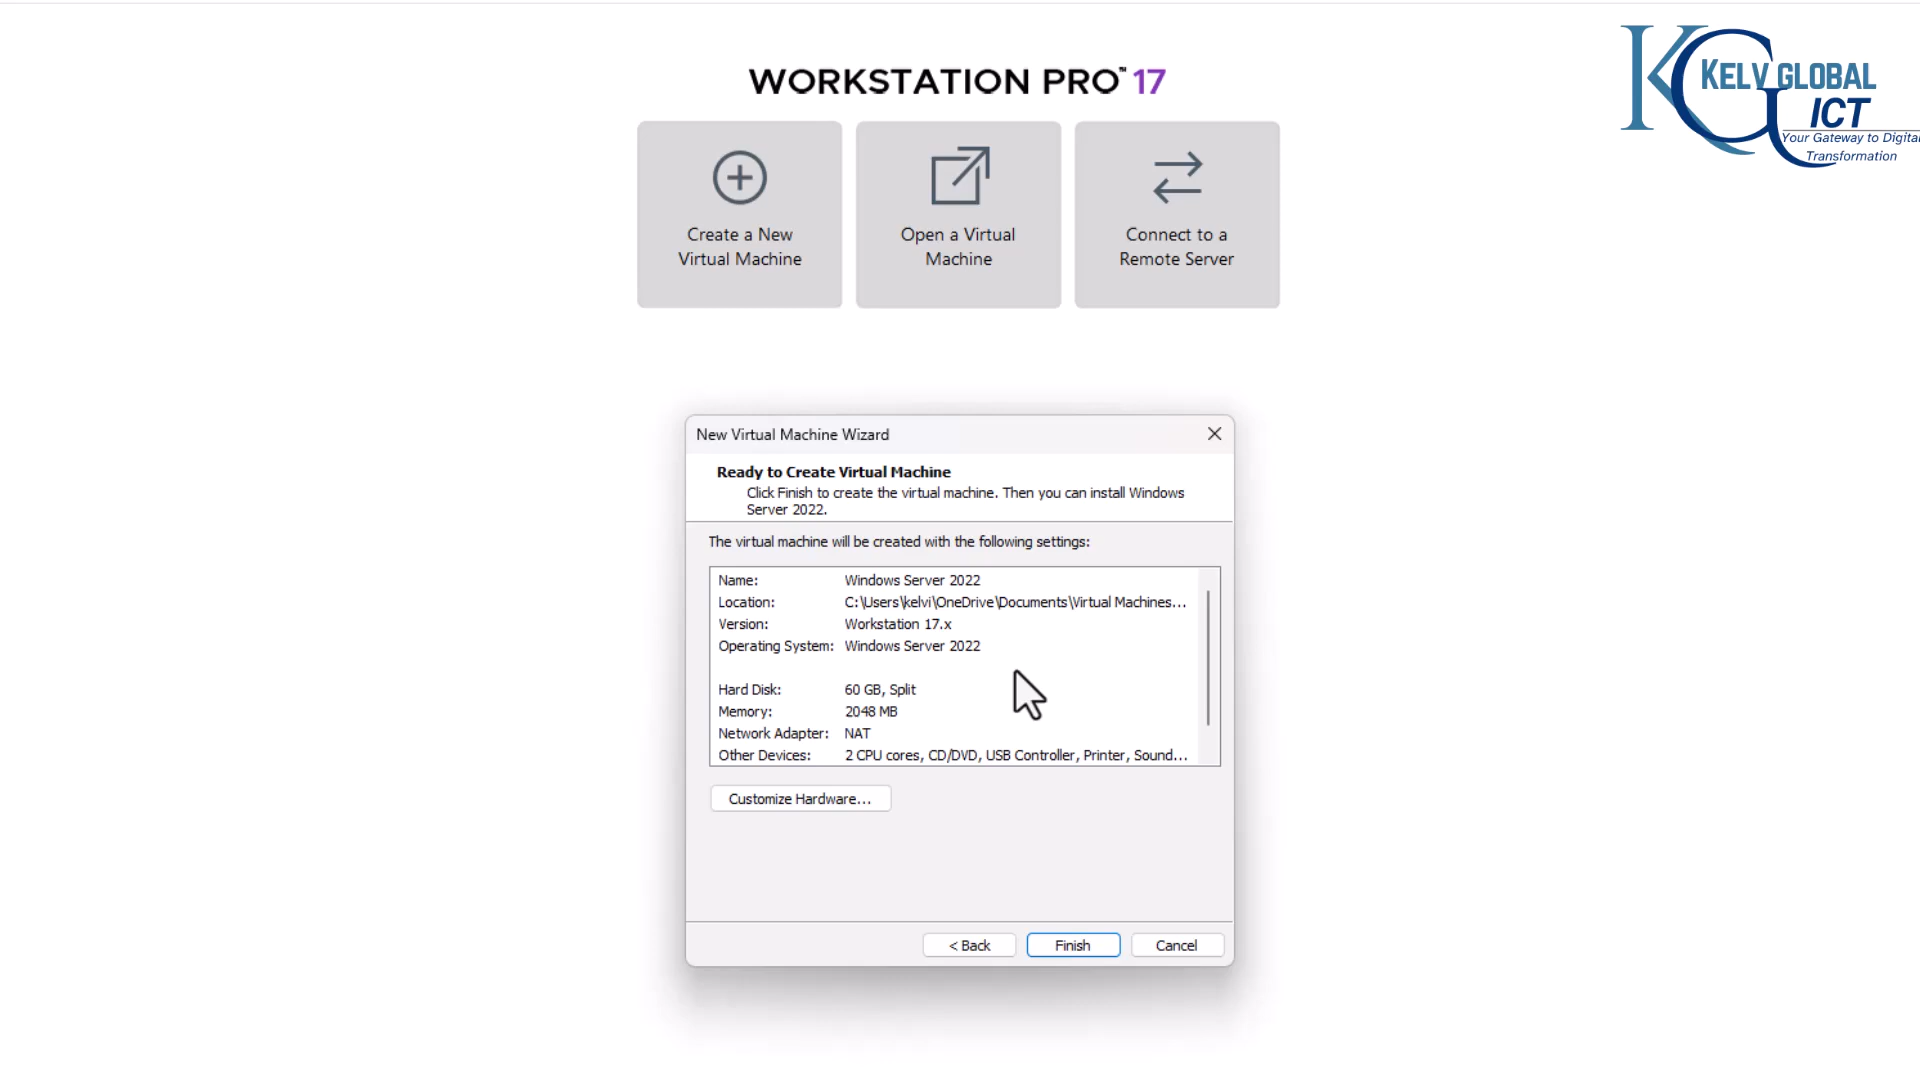 WORKSTATION PRO™ 17
KELV GLOBAL
ICT
Your Gateway to Digital
Transformation
Create a New
Virtual Machine
Open a Virtual
Machine
Connect to a
Remote Server
New Virtual Machine Wizard
Ready to Create Virtual Machine
Click Finish to create the virtual machine. Then you can install Windows
Server 2022.
The virtual machine will be created with the following settings:
Name: Windows Server 2022
Location: C:\Users\kelvi\OneDrive\Documents\Virtual Machines...
Version: Workstation 17.x
Operating System: Windows Server 2022
Hard Disk: 60 GB, Split
Memory: 2048 MB
Network Adapter: NAT
Other Devices: 2 CPU cores, CD/DVD, USB Controller, Printer, Sound...
Customize Hardware...
< Back
Finish
Cancel